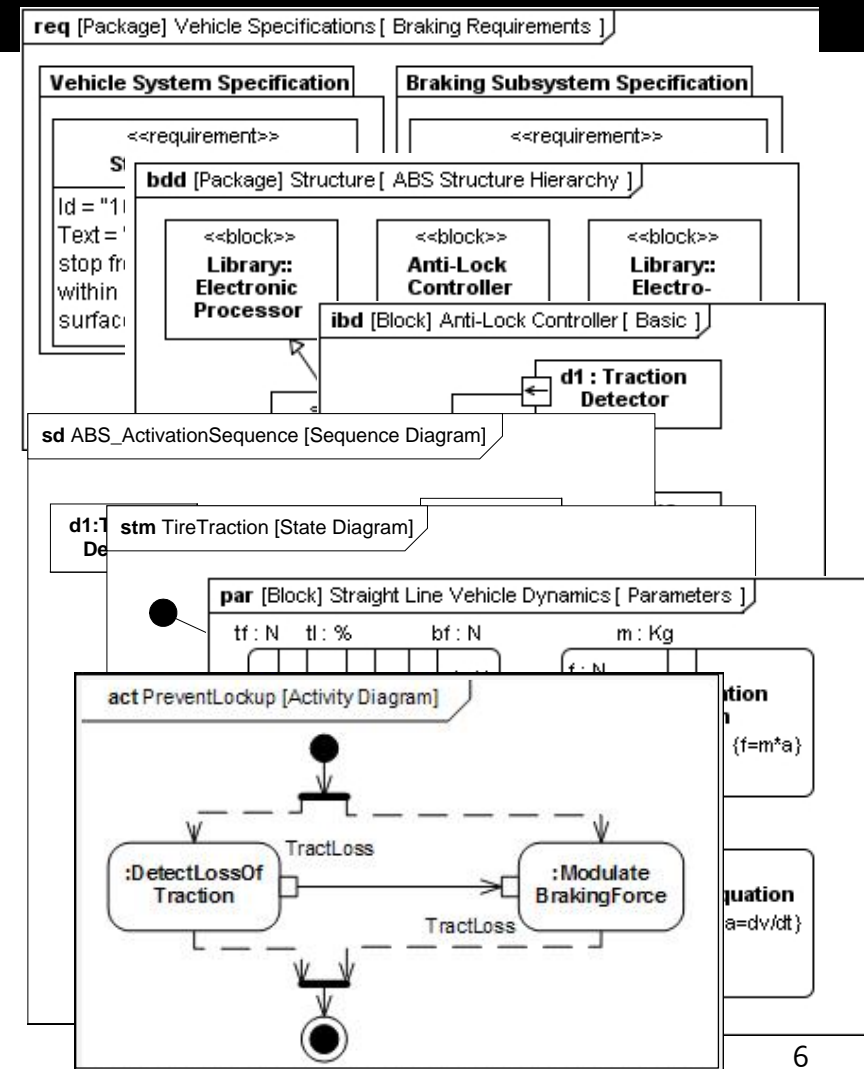 req [Package] Vehicle Specifications [ Braking Requirements ]
Vehicle System Specification
Braking Subsystem Specification
<<requirement>>
<<requirement>>
Id = "1
Text =
stop
within
bdd [Package] Structure [ ABS Structure Hierarchy ]
<<block>>
Library::
Electronic
Processor
<<block>>
Anti-Lock
Controller
<<block>>
Library::
Electro-
ibd [Block] Anti-Lock Controller [ Basic ]
d1 : Traction
Detector
sd ABS_ActivationSequence [Sequence Diagram]
d1:T
De
stm TireTraction [State Diagram]
par [Block] Straight Line Vehicle Dynamics [ Parameters ]
tf : N tl : % bf : N m : Kg
f : N
{f=m*a}
a=dv/dt}
act PreventLockup [Activity Diagram]
:DetectLossOf
Traction
TractLoss
:Modulate
BrakingForce
TractLoss
6